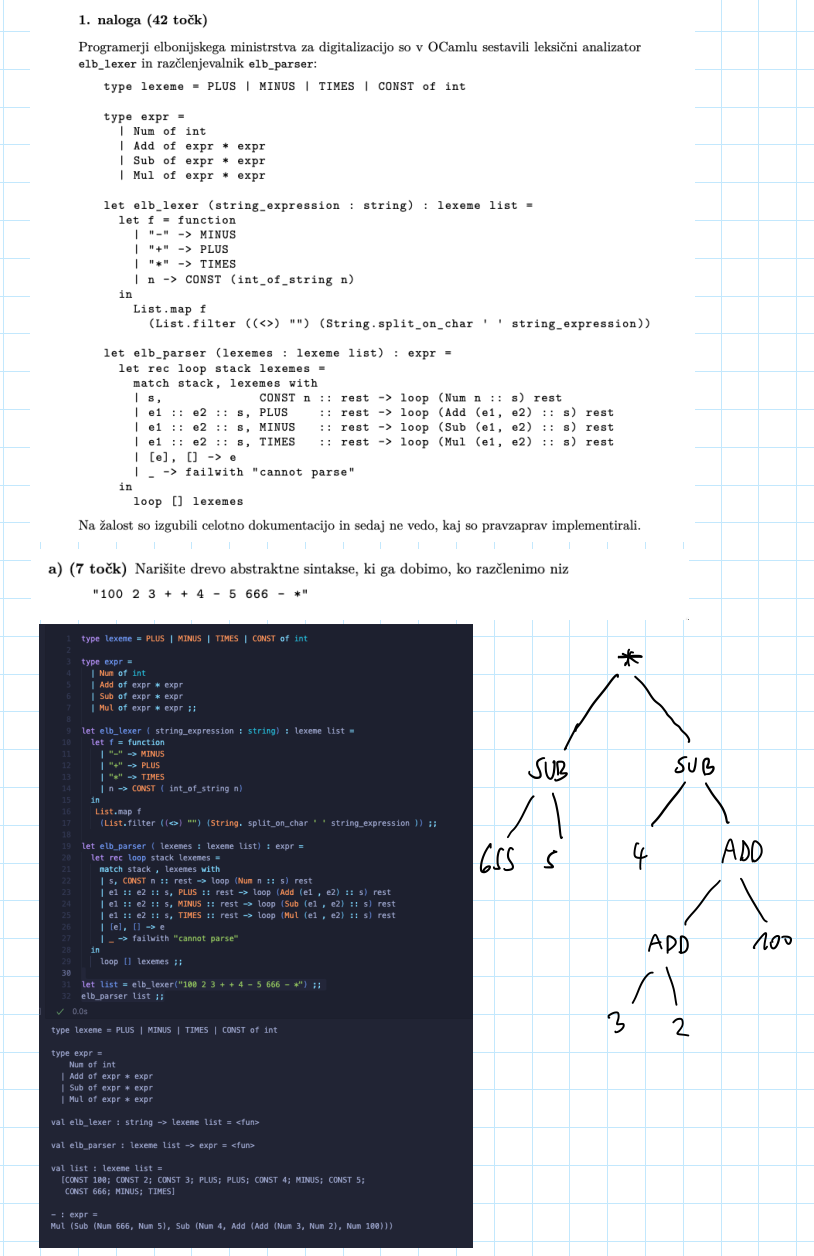 1. naloga (42 točk)
Programerji elbonijskega ministrstva za digitalizacijo so v OCamlu sestavili leksični analizator
elb_lexer in razčlenjevalnik elb_parser:
type lexeme = PLUS | MINUS | TIMES | CONST of int
type expr =
| Num of int
| Add of expr * expr
| Sub of expr * expr
| Mul of expr * expr
let elb_lexer (string_expression : string) : lexeme list =
let f = function
| "-" -> MINUS
| "+" -> PLUS
| "*" -> TIMES
| n -> CONST (int_of_string n)
in
List.map f
(List.filter ((<>) "") (String.split_on_char ' ' string_expression))
let elb_parser (lexemes : lexeme list) : expr =
let rec loop stack lexemes =
match stack, lexemes with
| s, CONST n :: rest -> loop (Num n :: s) rest
| e1 :: e2 :: s, PLUS :: rest -> loop (Add (e1, e2) :: s) rest
| e1 :: e2 :: s, MINUS :: rest -> loop (Sub (e1, e2) :: s) rest
| e1 :: e2 :: s, TIMES :: rest -> loop (Mul (e1, e2) :: s) rest
| [e], [] -> e
| _ -> failwith "cannot parse"
in
loop [] lexemes
Na žalost so izgubili celotno dokumentacijo in sedaj ne vedo, kaj so pravzaprav implementirali.
a) (7 točk) Narišite drevo abstraktne sintakse, ki ga dobimo, ko razčlenimo niz
"100 2 3 + + 4 - 5 666 - *"
1 type lexeme = PLUS | MINUS | TIMES | CONST of int
2
3 type expr =
4 | Num of int
5 | Add of expr * expr
6 | Sub of expr * expr
7 | Mul of expr * expr ;;
8
9 let elb_lexer ( string_expression : string) : lexeme list =
10 let f = function
11 | "-" -> MINUS
12 | "+" -> PLUS
13 | "*" -> TIMES
14 | n -> CONST ( int_of_string n)
15 in
16 List.map f
17 (List.filter ((<>) "") (String. split_on_char ' ' string_expression )) ;;
18
19 let elb_parser ( lexemes : lexeme list) : expr =
20 let rec loop stack lexemes =
21 match stack , lexemes with
22 | s, CONST n :: rest -> loop (Num n :: s) rest
23 | e1 :: e2 :: s, PLUS :: rest -> loop (Add (e1 , e2) :: s) rest
24 | e1 :: e2 :: s, MINUS :: rest -> loop (Sub (e1 , e2) :: s) rest
25 | e1 :: e2 :: s, TIMES :: rest -> loop (Mul (e1 , e2) :: s) rest
26 | [e], [] -> e
27 | _ -> failwith "cannot parse"
28 in
29 loop [] lexemes ;;
30
31 let list = elb_lexer("100 2 3 + + 4 - 5 666 - *") ;;
32 elb_parser list ;;
✓ 0.0s
type lexeme = PLUS | MINUS | TIMES | CONST of int
type expr =
Num of int
| Add of expr * expr
| Sub of expr * expr
| Mul of expr * expr
val elb_lexer : string -> lexeme list = <fun>
val elb_parser : lexeme list -> expr = <fun>
val list : lexeme list =
[CONST 100; CONST 2; CONST 3; PLUS; PLUS; CONST 4; MINUS; CONST 5;
CONST 666; MINUS; TIMES]
- : expr =
Mul (Sub (Num 666, Num 5), Sub (Num 4, Add (Add (Num 3, Num 2), Num 100)))
*
SUB SUB
655 5 4 ADD
ADD 100
3 2